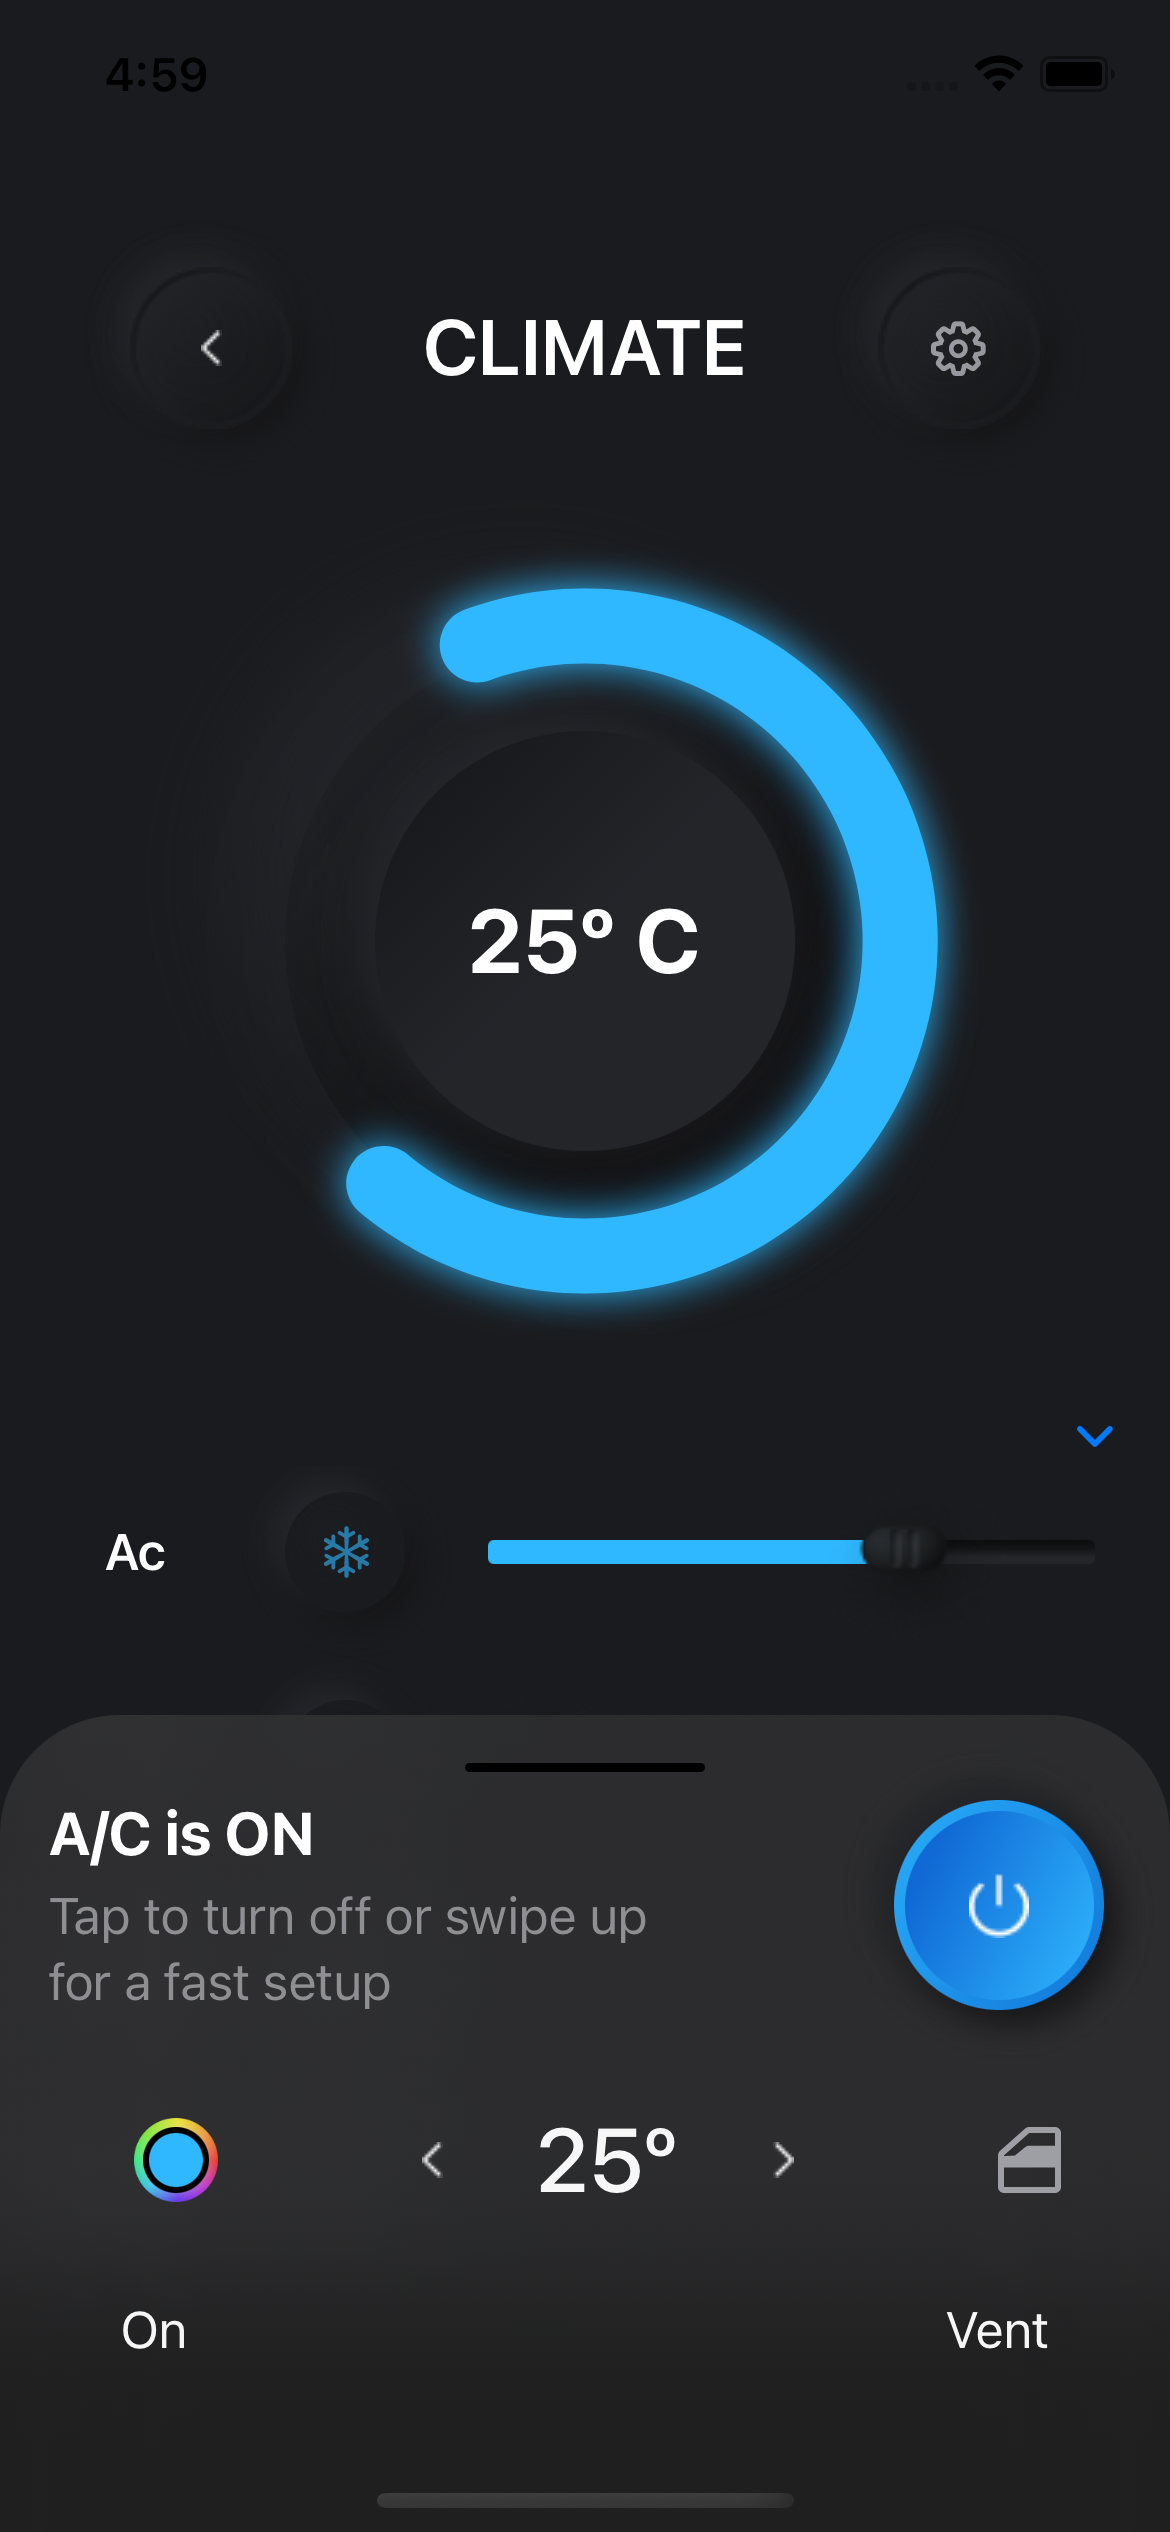 4:59
CLIMATE
25° C
Ac
A/C is ON
Tap to turn off or swipe up
for a fast setup
25°
On
Vent